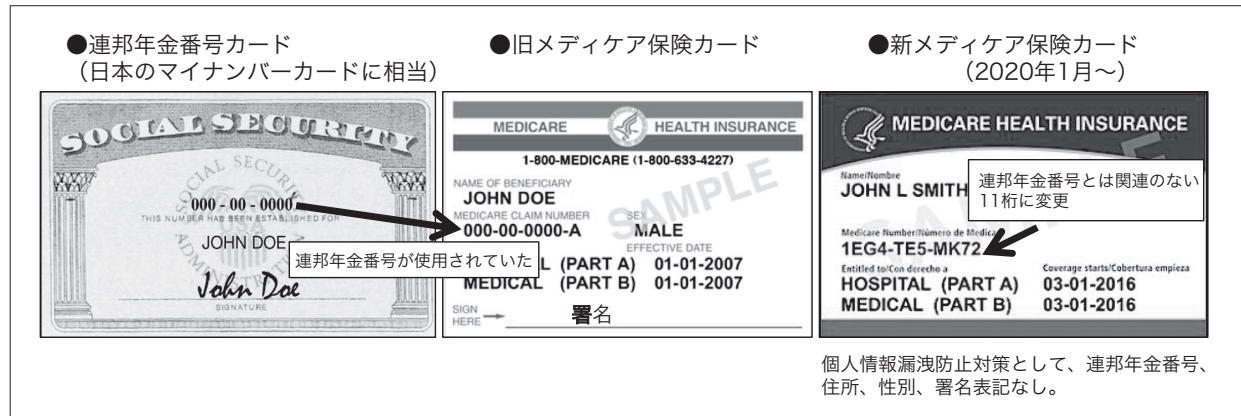 ●連邦年金番号カード
（日本のマイナンバーカードに相当）
SOCIAL SECURITY
SOCIAL SECURITY
ADMINISTRATION
USA
000 - 00 - 0000
THIS NUMBER HAS BEEN ESTABLISHED FOR
JOHN DOE
John Doe
SIGNATURE
連邦年金番号が使用されていた
●旧メディケア保険カード
MEDICARE HEALTH INSURANCE
1-800-MEDICARE (1-800-633-4227)
NAME OF BENEFICIARY
JOHN DOE
MEDICARE CLAIM NUMBER SEX
000-00-0000-A MALE
EFFECTIVE DATE
L (PART A) 01-01-2007
MEDICAL (PART B) 01-01-2007
SIGN
HERE
署名
SAMPLE
●新メディケア保険カード
（2020年1月〜）
MEDICARE HEALTH INSURANCE
Name/Nombre
JOHN L SMITH
連邦年金番号とは関連のない
11桁に変更
Medicare Number/Número de Medica
1EG4-TE5-MK72
Entitled to/Con derecho a Coverage starts/Cobertura empieza
HOSPITAL (PART A) 03-01-2016
MEDICAL (PART B) 03-01-2016
個人情報漏洩防止対策として、連邦年金番号、
住所、性別、署名表記なし。